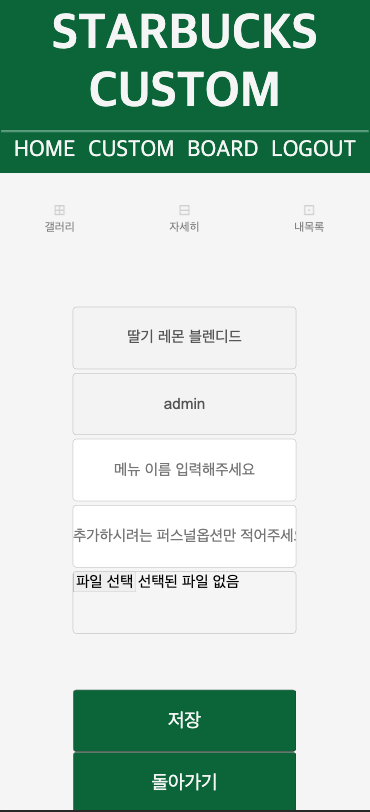 STARBUCKS
CUSTOM
HOME CUSTOM BOARD LOGOUT
갤러리 자세히 내목록
딸기 레몬 블렌디드
admin
메뉴 이름 입력해주세요
추가하시려는 퍼스널옵션만 적어주세요
파일 선택 선택된 파일 없음
저장
돌아가기